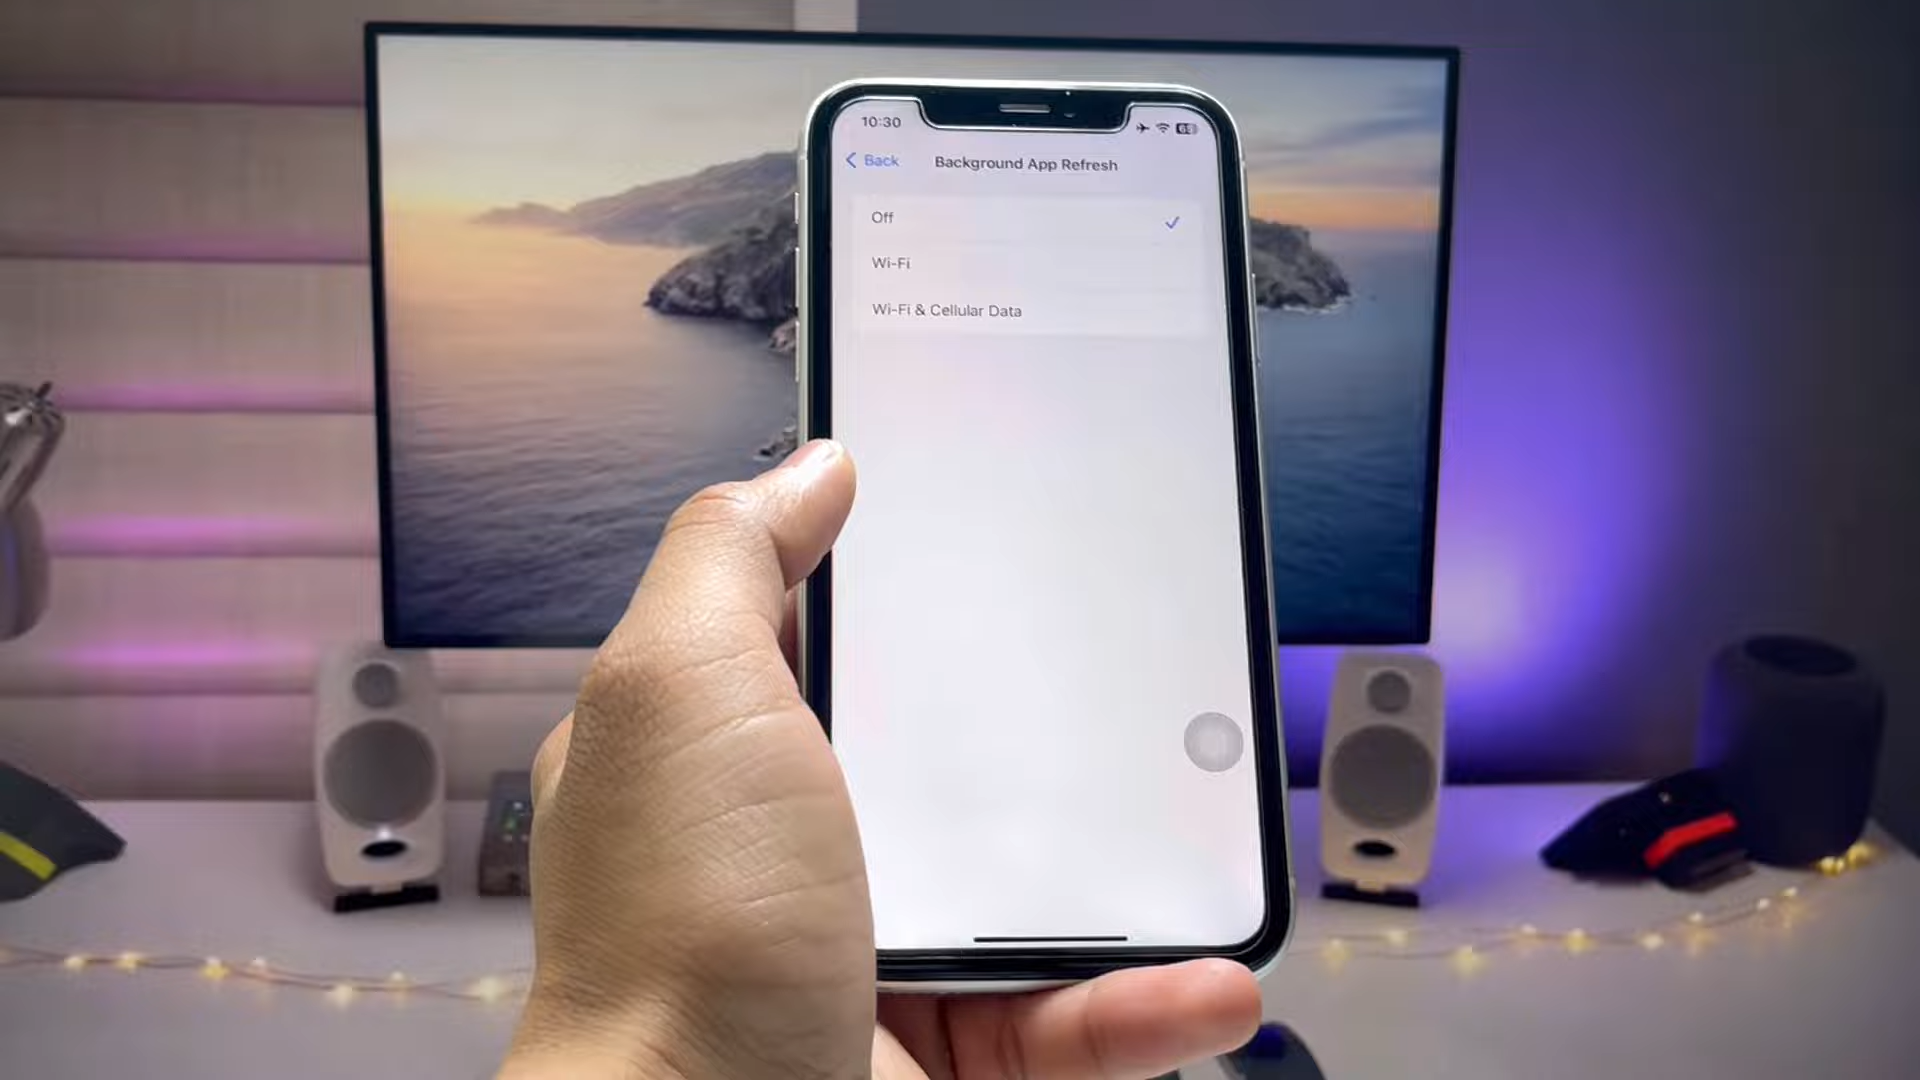 10:30
Back
Background App Refresh
Off
Wi-Fi
Wi-Fi & Cellular Data